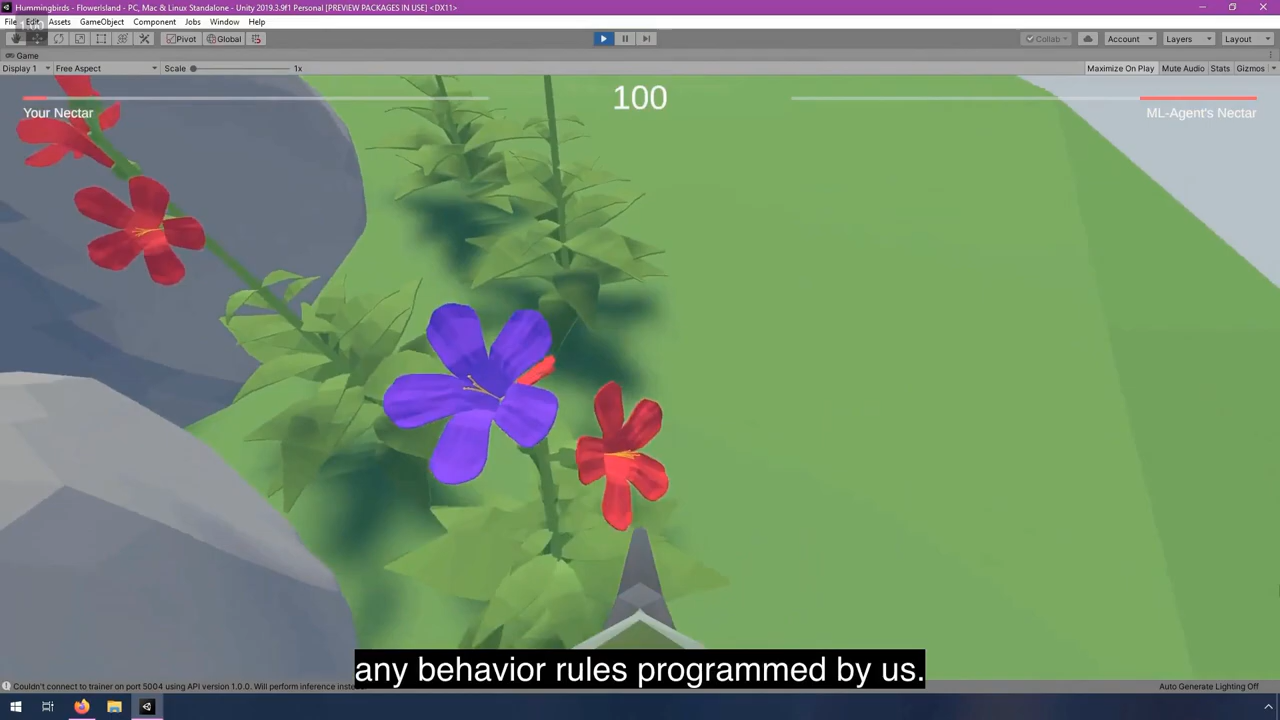 Hummingbirds - FlowerIsland - PC, Mac & Linux Standalone - Unity 2019.3.9f1 Personal [PREVIEW PACKAGES IN USE] <DX11>
File Edit Assets GameObject Component Jobs Window Help
1:00
Pivot Global Collab Account Layers Layout
Game
Display 1 Free Aspect Scale 1x Maximize On Play Mute Audio Stats Gizmos
100
Your Nectar ML-Agent's Nectar
any behavior rules programmed by us.
Couldn't connect to trainer on port 5004 using API version 1.0.0. Will perform inference inste Auto Generate Lighting Off